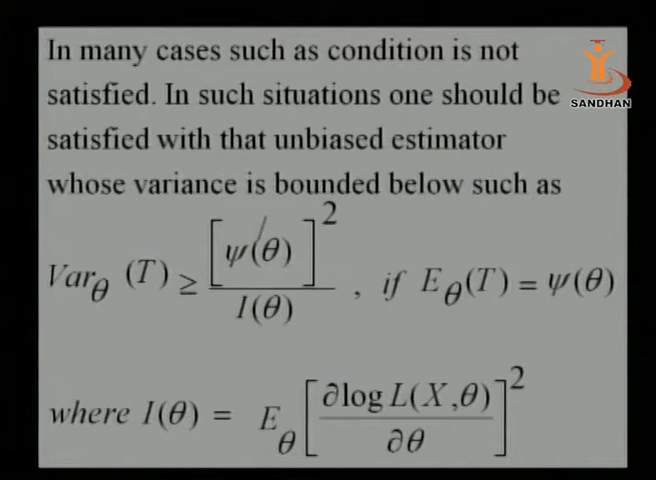 In many cases such as condition is not
satisfied. In such situations one should be
SANDHAN
satisfied with that unbiased estimator
whose variance is bounded below such as
Var_θ (T) ≥ [ψ′(θ)]² / I(θ) , if E_θ(T) = ψ(θ)
where I(θ) = E_θ [∂log L(X,θ) / ∂θ]²